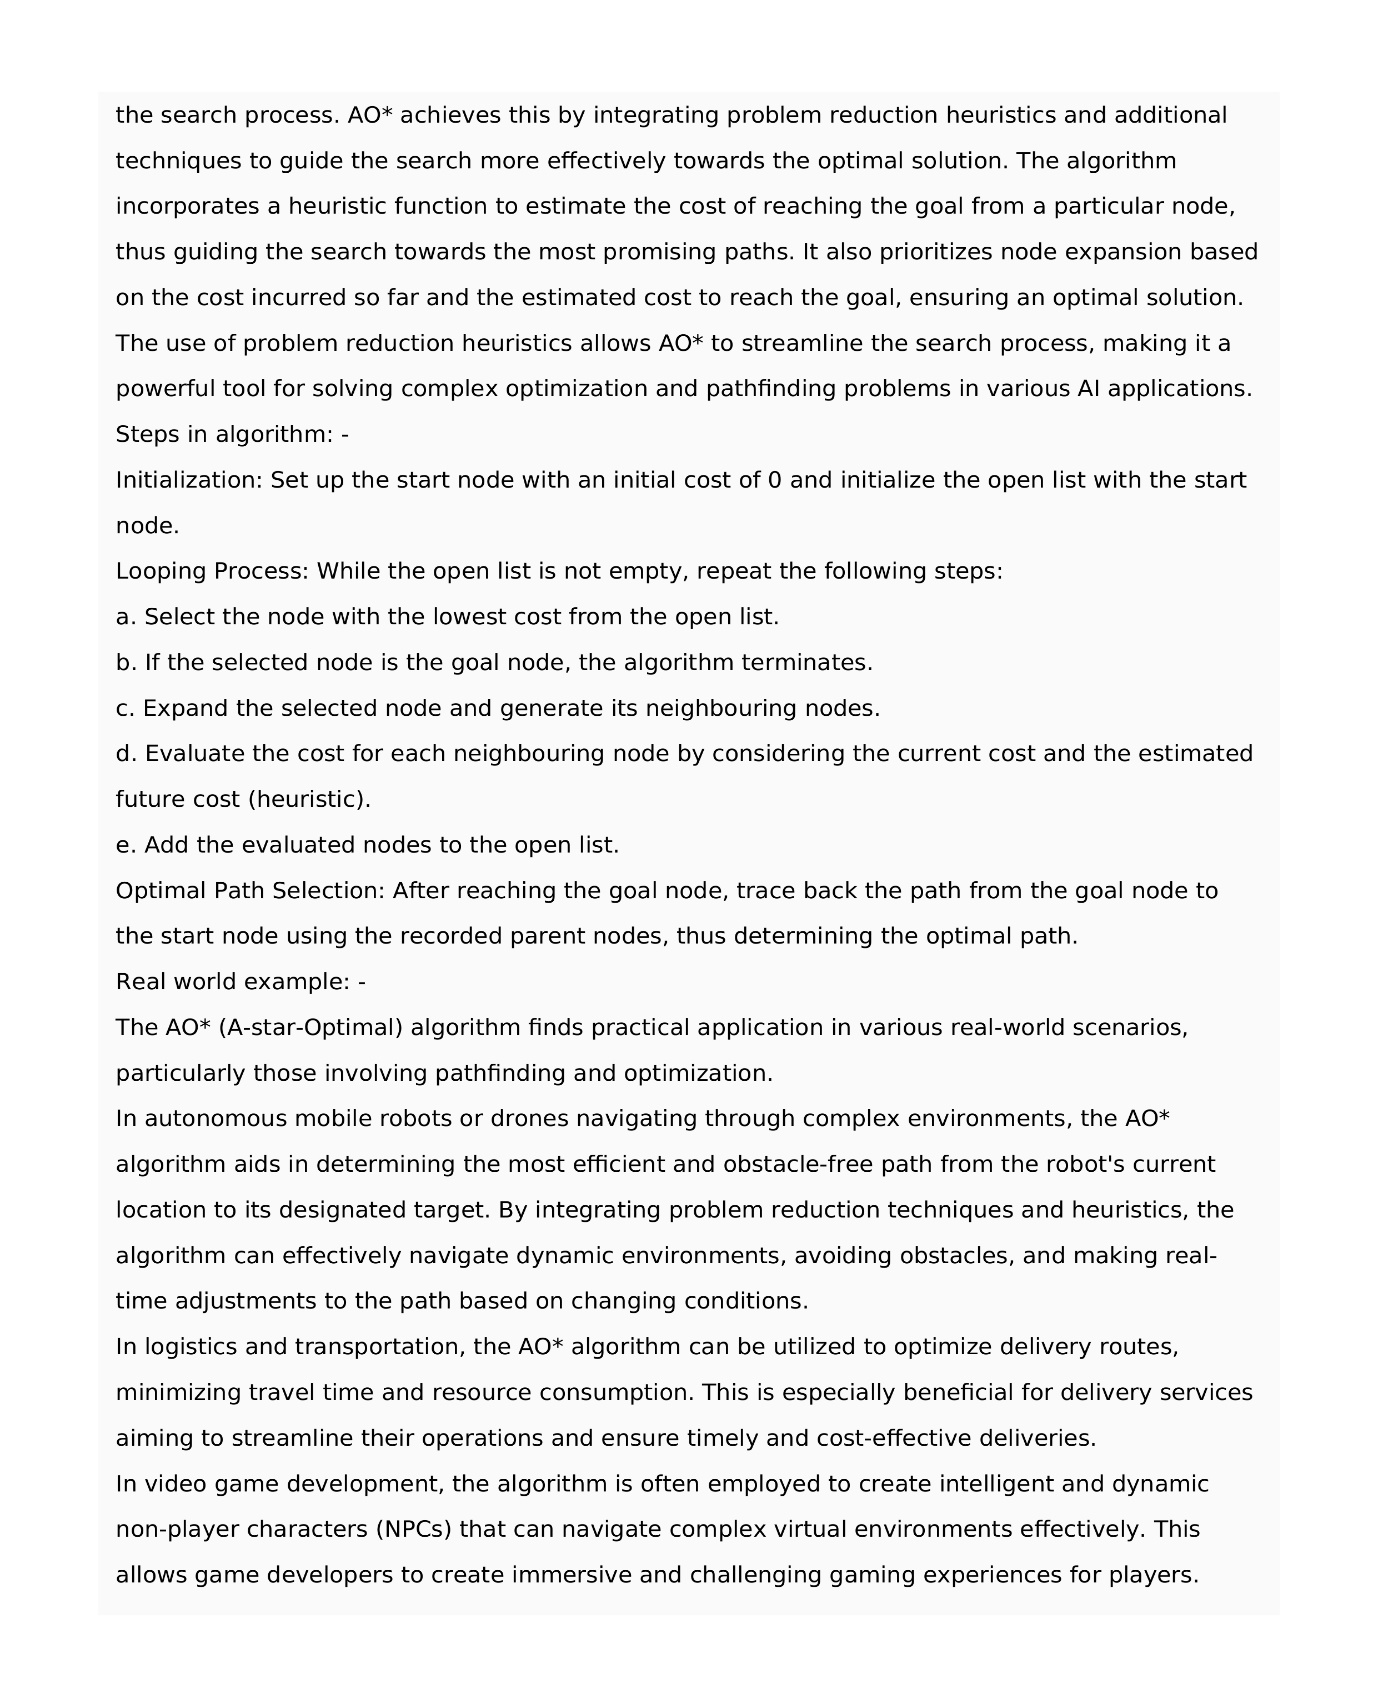 the search process. AO* achieves this by integrating problem reduction heuristics and additional
techniques to guide the search more effectively towards the optimal solution. The algorithm
incorporates a heuristic function to estimate the cost of reaching the goal from a particular node,
thus guiding the search towards the most promising paths. It also prioritizes node expansion based
on the cost incurred so far and the estimated cost to reach the goal, ensuring an optimal solution.
The use of problem reduction heuristics allows AO* to streamline the search process, making it a
powerful tool for solving complex optimization and pathfinding problems in various AI applications.
Steps in algorithm: -
Initialization: Set up the start node with an initial cost of 0 and initialize the open list with the start
node.
Looping Process: While the open list is not empty, repeat the following steps:
a. Select the node with the lowest cost from the open list.
b. If the selected node is the goal node, the algorithm terminates.
c. Expand the selected node and generate its neighbouring nodes.
d. Evaluate the cost for each neighbouring node by considering the current cost and the estimated
future cost (heuristic).
e. Add the evaluated nodes to the open list.
Optimal Path Selection: After reaching the goal node, trace back the path from the goal node to
the start node using the recorded parent nodes, thus determining the optimal path.
Real world example: -
The AO* (A-star-Optimal) algorithm finds practical application in various real-world scenarios,
particularly those involving pathfinding and optimization.
In autonomous mobile robots or drones navigating through complex environments, the AO*
algorithm aids in determining the most efficient and obstacle-free path from the robot's current
location to its designated target. By integrating problem reduction techniques and heuristics, the
algorithm can effectively navigate dynamic environments, avoiding obstacles, and making real-
time adjustments to the path based on changing conditions.
In logistics and transportation, the AO* algorithm can be utilized to optimize delivery routes,
minimizing travel time and resource consumption. This is especially beneficial for delivery services
aiming to streamline their operations and ensure timely and cost-effective deliveries.
In video game development, the algorithm is often employed to create intelligent and dynamic
non-player characters (NPCs) that can navigate complex virtual environments effectively. This
allows game developers to create immersive and challenging gaming experiences for players.